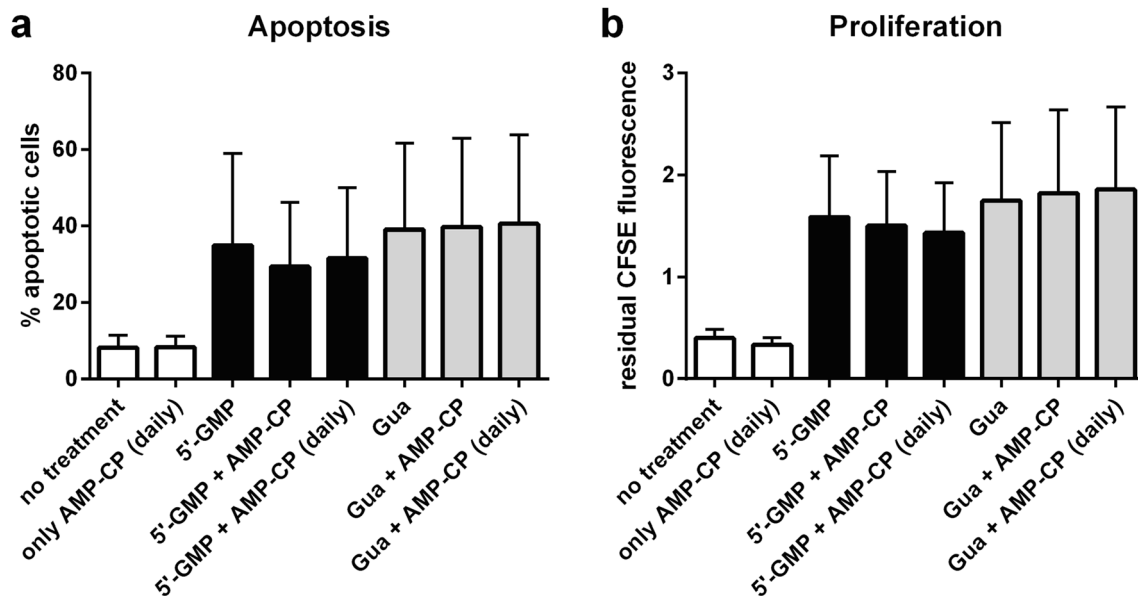 a
Apoptosis
% apoptotic cells
80
60
40
20
0
no treatment
only AMP-CP (daily)
5'-GMP
5'-GMP + AMP-CP
5'-GMP + AMP-CP (daily)
Gua
Gua + AMP-CP
Gua + AMP-CP (daily)
b
Proliferation
residual CFSE fluorescence
3
2
1
0
no treatment
only AMP-CP (daily)
5'-GMP
5'-GMP + AMP-CP
5'-GMP + AMP-CP (daily)
Gua
Gua + AMP-CP
Gua + AMP-CP (daily)